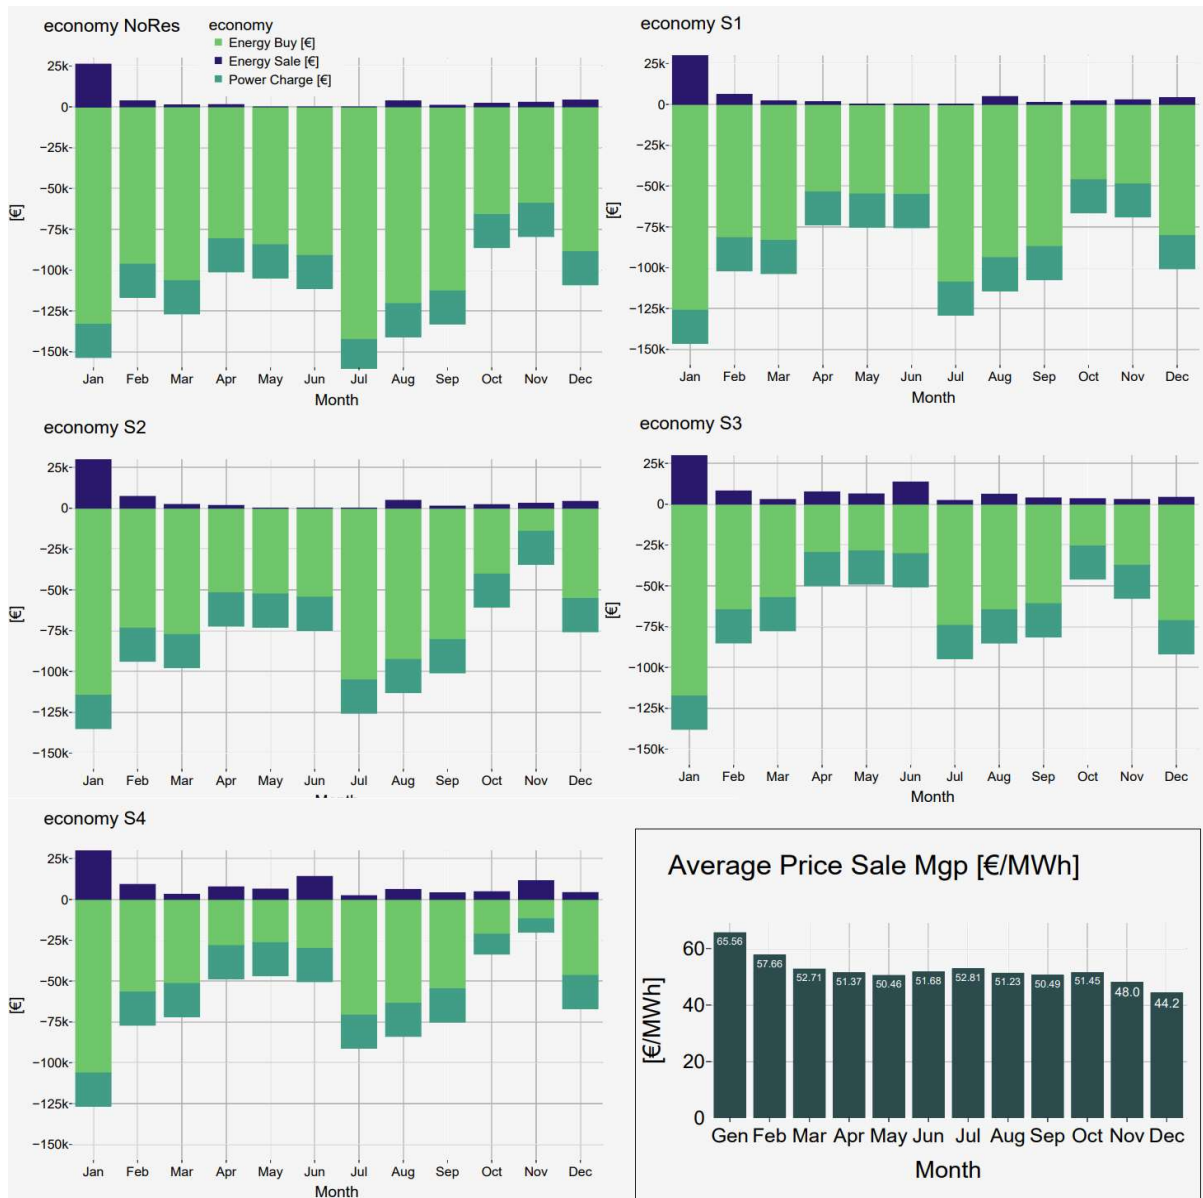 economy NoRes
economy
Energy Buy [€]
Energy Sale [€]
Power Charge [€]
25k
0
−25k
−50k
−75k
−100k
−125k
−150k
[€]
Jan Feb Mar Apr May Jun Jul Aug Sep Oct Nov Dec
Month
economy S1
25k
0
−25k
−50k
−75k
−100k
−125k
−150k
[€]
Jan Feb Mar Apr May Jun Jul Aug Sep Oct Nov Dec
Month
economy S2
25k
0
−25k
−50k
−75k
−100k
−125k
−150k
[€]
Jan Feb Mar Apr May Jun Jul Aug Sep Oct Nov Dec
Month
economy S3
25k
0
−25k
−50k
−75k
−100k
−125k
−150k
[€]
Jan Feb Mar Apr May Jun Jul Aug Sep Oct Nov Dec
Month
economy S4
25k
0
−25k
−50k
−75k
−100k
−125k
−150k
[€]
Jan Feb Mar Apr May Jun Jul Aug Sep Oct Nov Dec
Month
Average Price Sale Mgp [€/MWh]
60
40
20
0
[€/MWh]
65.56 57.66 52.71 51.37 50.46 51.68 52.81 51.23 50.49 51.45 48.0 44.2
Gen Feb Mar Apr May Jun Jul Aug Sep Oct Nov Dec
Month